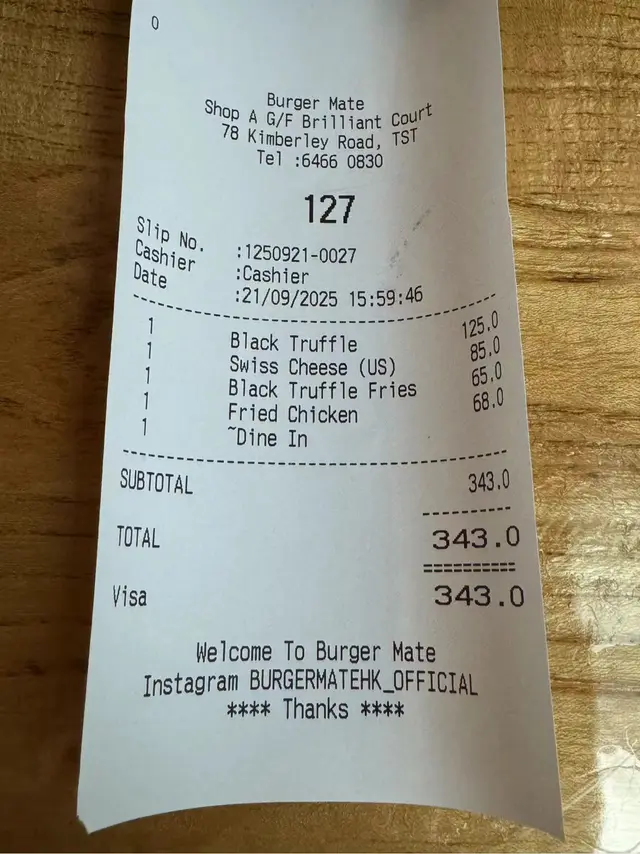 0
Burger Mate
Shop A G/F Brilliant Court
78 Kimberley Road, TST
Tel :6466 0830
127
Slip No. :1250921-0027
Cashier :Cashier
Date :21/09/2025 15:59:46
1 Black Truffle 125.0
1 Swiss Cheese (US) 85.0
1 Black Truffle Fries 65.0
1 Fried Chicken 68.0
1 ~Dine In
SUBTOTAL 343.0
TOTAL 343.0
Visa 343.0
Welcome To Burger Mate
Instagram BURGERMATEHK_OFFICIAL
**** Thanks ****